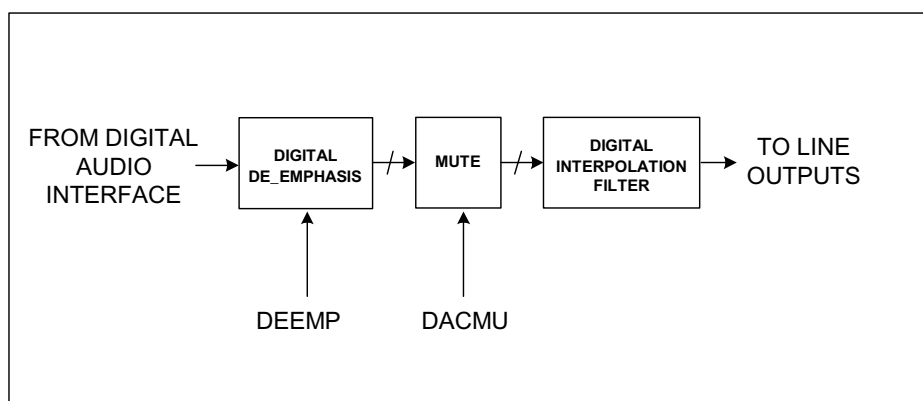 FROM DIGITAL
AUDIO
INTERFACE
DIGITAL
DE_EMPHASIS
MUTE
DIGITAL
INTERPOLATION
FILTER
TO LINE
OUTPUTS
DEEMP
DACMU